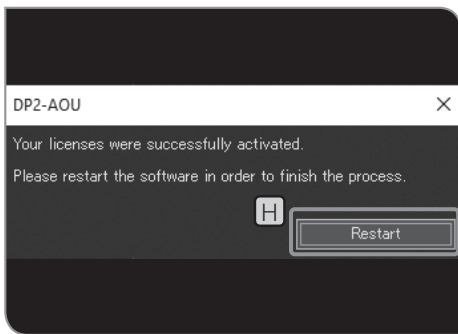 DP2-AOU
Your licenses were successfully activated.
Please restart the software in order to finish the process.
H
Restart